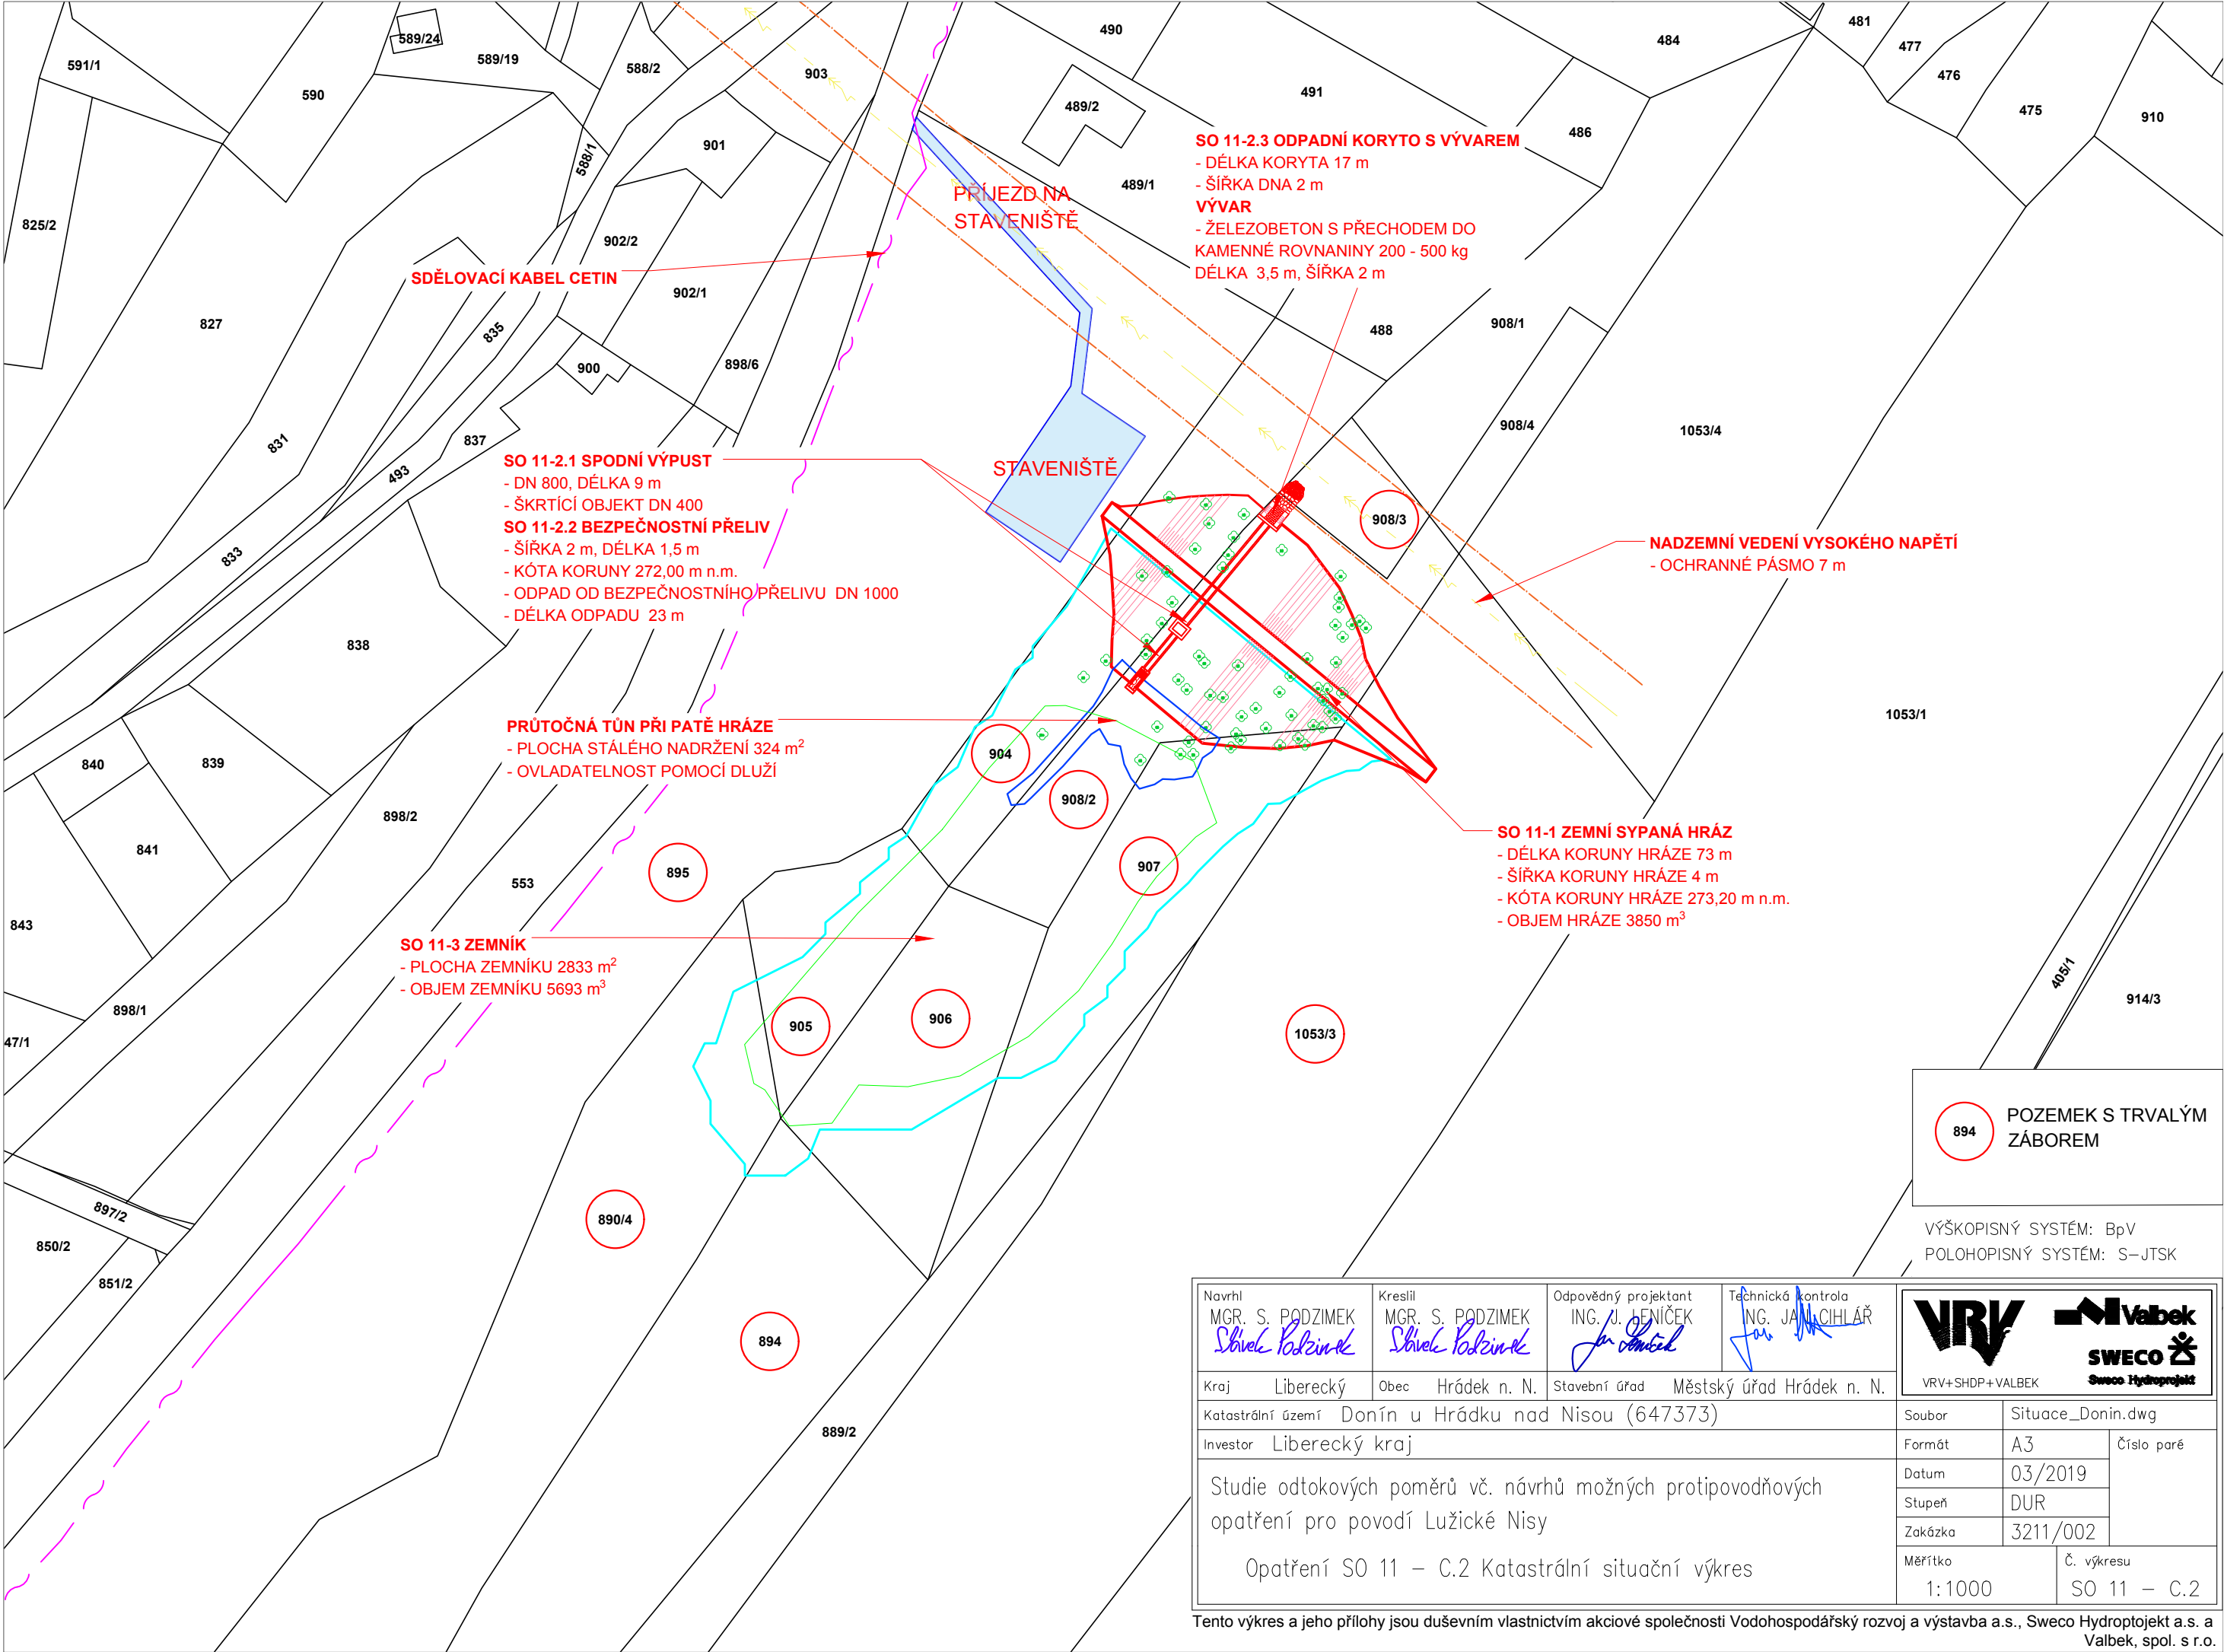 591/1
589/24
589/19
590
588/2
903
490
489/2
491
484
481
477
476
475
910
486
901
588/1
489/1
825/2
902/2
902/1
PŘÍJEZD NA
STAVENIŠTĚ
SO 11-2.3 ODPADNÍ KORYTO S VÝVAREM
- DÉLKA KORYTA 17 m
- ŠÍŘKA DNA 2 m
VÝVAR
- ŽELEZOBETON S PŘECHODEM DO
KAMENNÉ ROVNANINY 200 - 500 kg
DÉLKA 3,5 m, ŠÍŘKA 2 m
SDĚLOVACÍ KABEL CETIN
827
835
900
898/6
488
908/1
831
837
493
833
908/4
1053/4
SO 11-2.1 SPODNÍ VÝPUST
- DN 800, DÉLKA 9 m
- ŠKRTÍCÍ OBJEKT DN 400
SO 11-2.2 BEZPEČNOSTNÍ PŘELIV
- ŠÍŘKA 2 m, DÉLKA 1,5 m
- KÓTA KORUNY 272,00 m n.m.
- ODPAD OD BEZPEČNOSTNÍHO PŘELIVU DN 1000
- DÉLKA ODPADU 23 m
STAVENIŠTĚ
908/3
NADZEMNÍ VEDENÍ VYSOKÉHO NAPĚTÍ
- OCHRANNÉ PÁSMO 7 m
838
1053/1
PRŮTOČNÁ TŮN PŘI PATĚ HRÁZE
- PLOCHA STÁLÉHO NADRŽENÍ 324 m²
- OVLADATELNOST POMOCÍ DLUŽÍ
904
908/2
907
840
839
841
898/2
895
553
843
SO 11-1 ZEMNÍ SYPANÁ HRÁZ
- DÉLKA KORUNY HRÁZE 73 m
- ŠÍŘKA KORUNY HRÁZE 4 m
- KÓTA KORUNY HRÁZE 273,20 m n.m.
- OBJEM HRÁZE 3850 m³
SO 11-3 ZEMNÍK
- PLOCHA ZEMNÍKU 2833 m²
- OBJEM ZEMNÍKU 5693 m³
898/1
47/1
905
906
1053/3
405/1
914/3
894
POZEMEK S TRVALÝM
ZÁBOREM
897/2
850/2
851/2
890/4
894
889/2
VÝŠKOPISNÝ SYSTÉM: BpV
POLOHOPISNÝ SYSTÉM: S-JTSK
Navrhl
MGR. S. PODZIMEK
Slávek Podzimek
Kreslil
MGR. S. PODZIMEK
Slávek Podzimek
Odpovědný projektant
ING. J. LENÍČEK
Jan Leníček
Technická kontrola
ING. JAN CIHLÁŘ
VRV
VRV+SHDP+VALBEK
Valbek
SWECO
Sweco Hydroprojekt
Kraj Liberecký
Obec Hrádek n. N.
Stavební úřad Městský úřad Hrádek n. N.
Katastrální území Donín u Hrádku nad Nisou (647373)
Investor Liberecký kraj
Studie odtokových poměrů vč. návrhů možných protipovodňových
opatření pro povodí Lužické Nisy
Opatření SO 11 - C.2 Katastrální situační výkres
Soubor Situace_Donin.dwg
Formát A3
Číslo paré
Datum 03/2019
Stupeň DUR
Zakázka 3211/002
Měřítko
1:1000
Č. výkresu
SO 11 - C.2
Tento výkres a jeho přílohy jsou duševním vlastnictvím akciové společnosti Vodohospodářský rozvoj a výstavba a.s., Sweco Hydroptojekt a.s. a
Valbek, spol. s r.o.